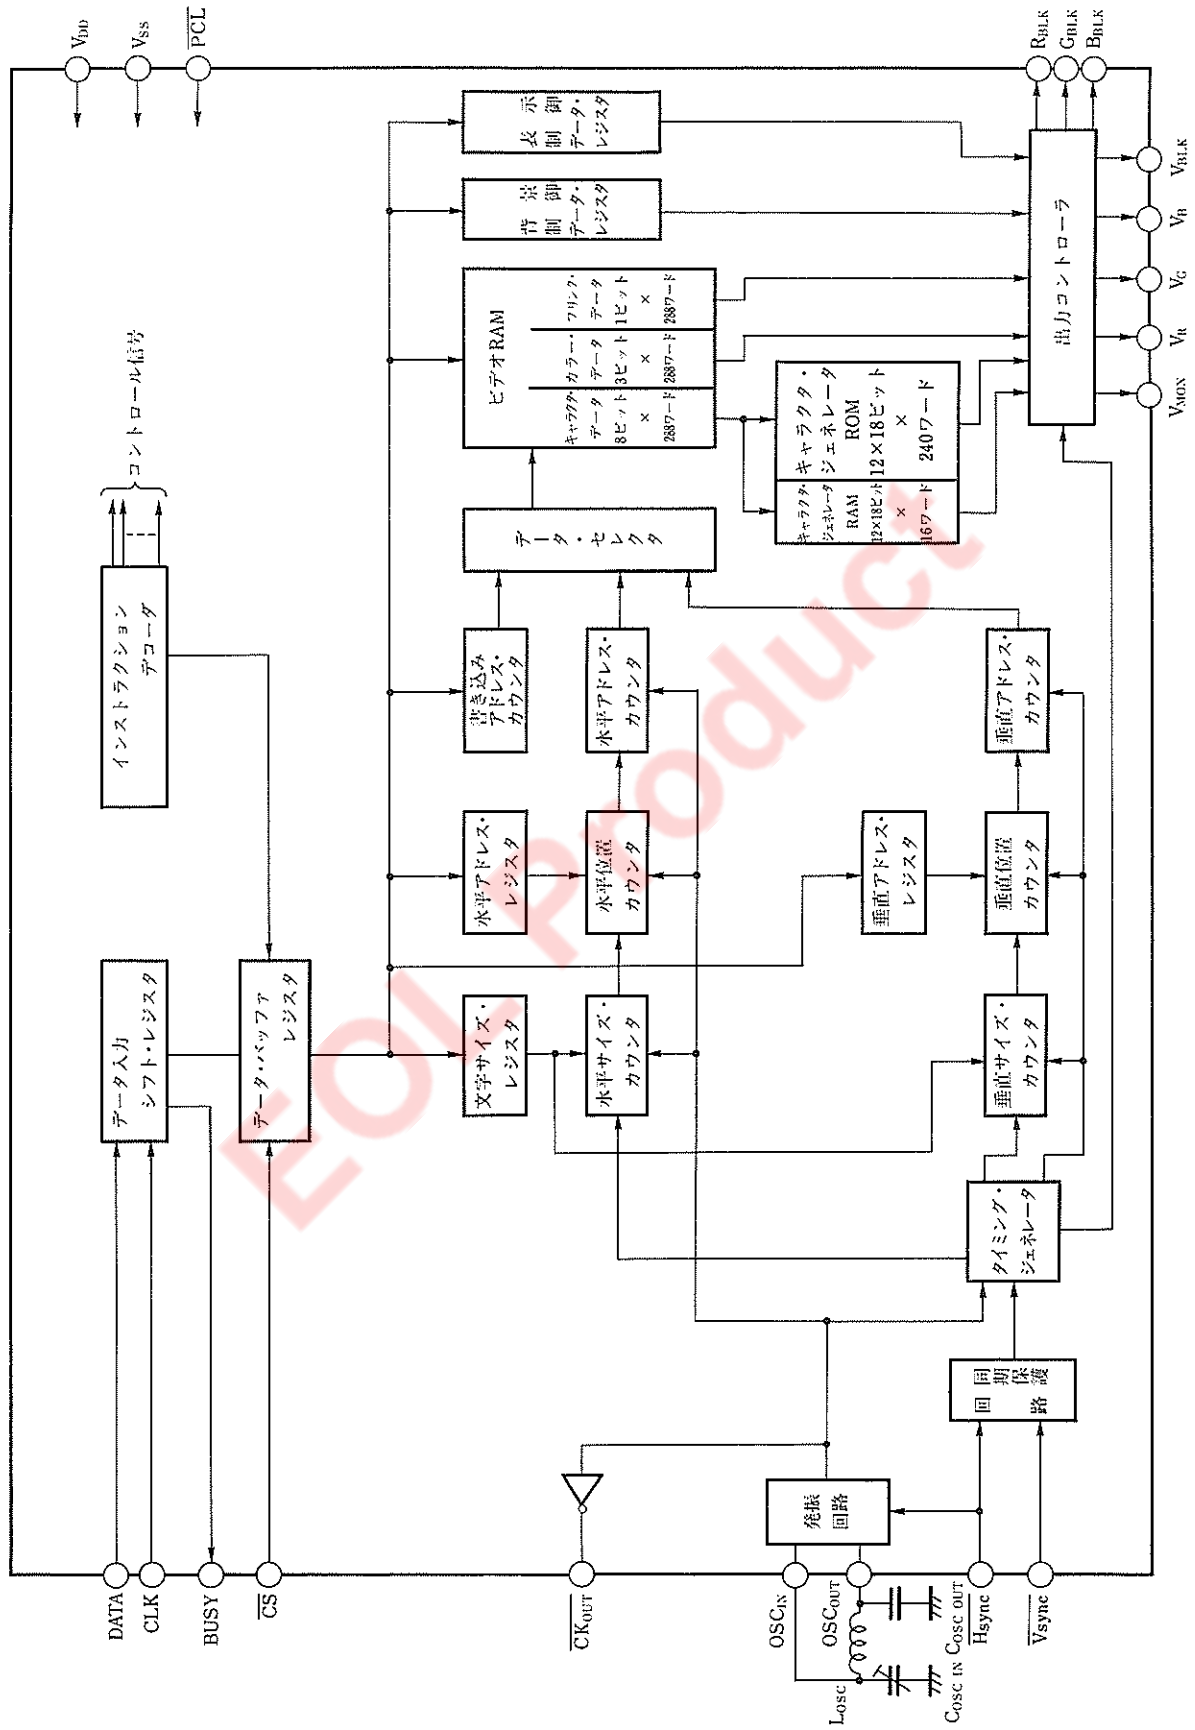 DATA
CLK
BUSY
CS
CKOUT
OSCIN
OSCOUT
LOSC
COSC IN
COSC OUT
Hsync
Vsync
データ入力
シフト・レジスタ
インストラクション
デコーダ
コントロール信号
VDD
VSS
PCL
データ・バッファ
レジスタ
文字サイズ・
レジスタ
水平アドレス・
レジスタ
書き込み
アドレス・
カウンタ
ビデオRAM
キャラクタ・
データ
8ビット
×
288ワード
カラー・
データ
3ビット
×
288ワード
ブリンク・
データ
1ビット
×
288ワード
背景
制御
データ・
レジスタ
表示
制御
データ・
レジスタ
水平サイズ・
カウンタ
水平位置
カウンタ
水平アドレス・
カウンタ
データ・セレクタ
キャラクタ・
ジェネレータ
RAM
12×18ビット
×
16ワード
キャラクタ・
ジェネレータ
ROM
12×18ビット
×
240ワード
発振
回路
同期保護
回路
タイミング・
ジェネレータ
垂直アドレス・
レジスタ
垂直サイズ・
カウンタ
垂直位置
カウンタ
垂直アドレス・
カウンタ
出力コントローラ
RBLK
GBLK
BBLK
VMON
VR
VG
VB
VBLK
EOL Product